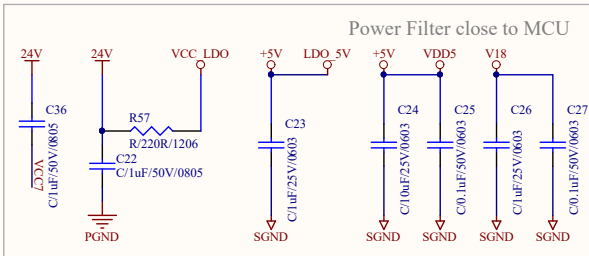 Power Filter close to MCU
24V
24V
VCC_LDO
+5V
LDO_5V
+5V
VDD5
V18
C36
C/1uF/50V/0805
VCC7
R57
R/220R/1206
C22
C/1uF/50V/0805
PGND
C23
C/1uF/25V/0603
SGND
C24
C/10uF/25V/0603
SGND
C25
C/0.1uF/50V/0603
SGND
C26
C/1uF/25V/0603
SGND
C27
C/0.1uF/50V/0603
SGND